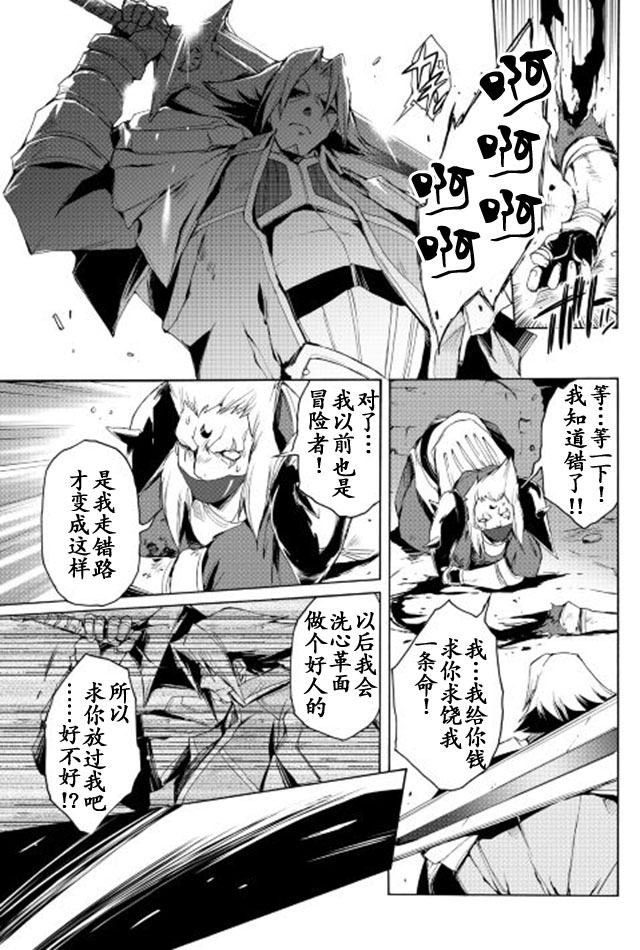 啊
啊
啊
啊
啊
等…等一下！
我知道错了!!
我…我给你钱
求你求饶我
一条命！
对了…
我以前也是
冒险者！
是我走错路
才变成这样
以后我会
洗心革面
做个好人的
所以
求你放过我吧
……好不好!?